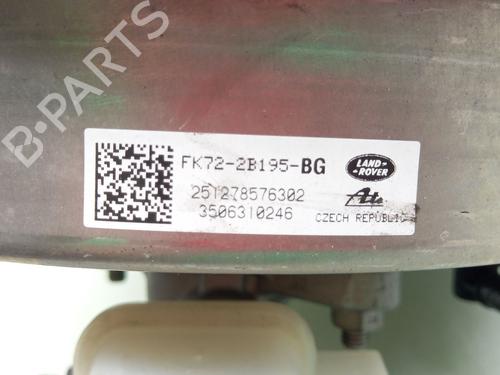 FK72-2B195-BG
LAND
ROVER
251278576302
3506310246
Ate
CZECH REPUBLIC
B PARTS